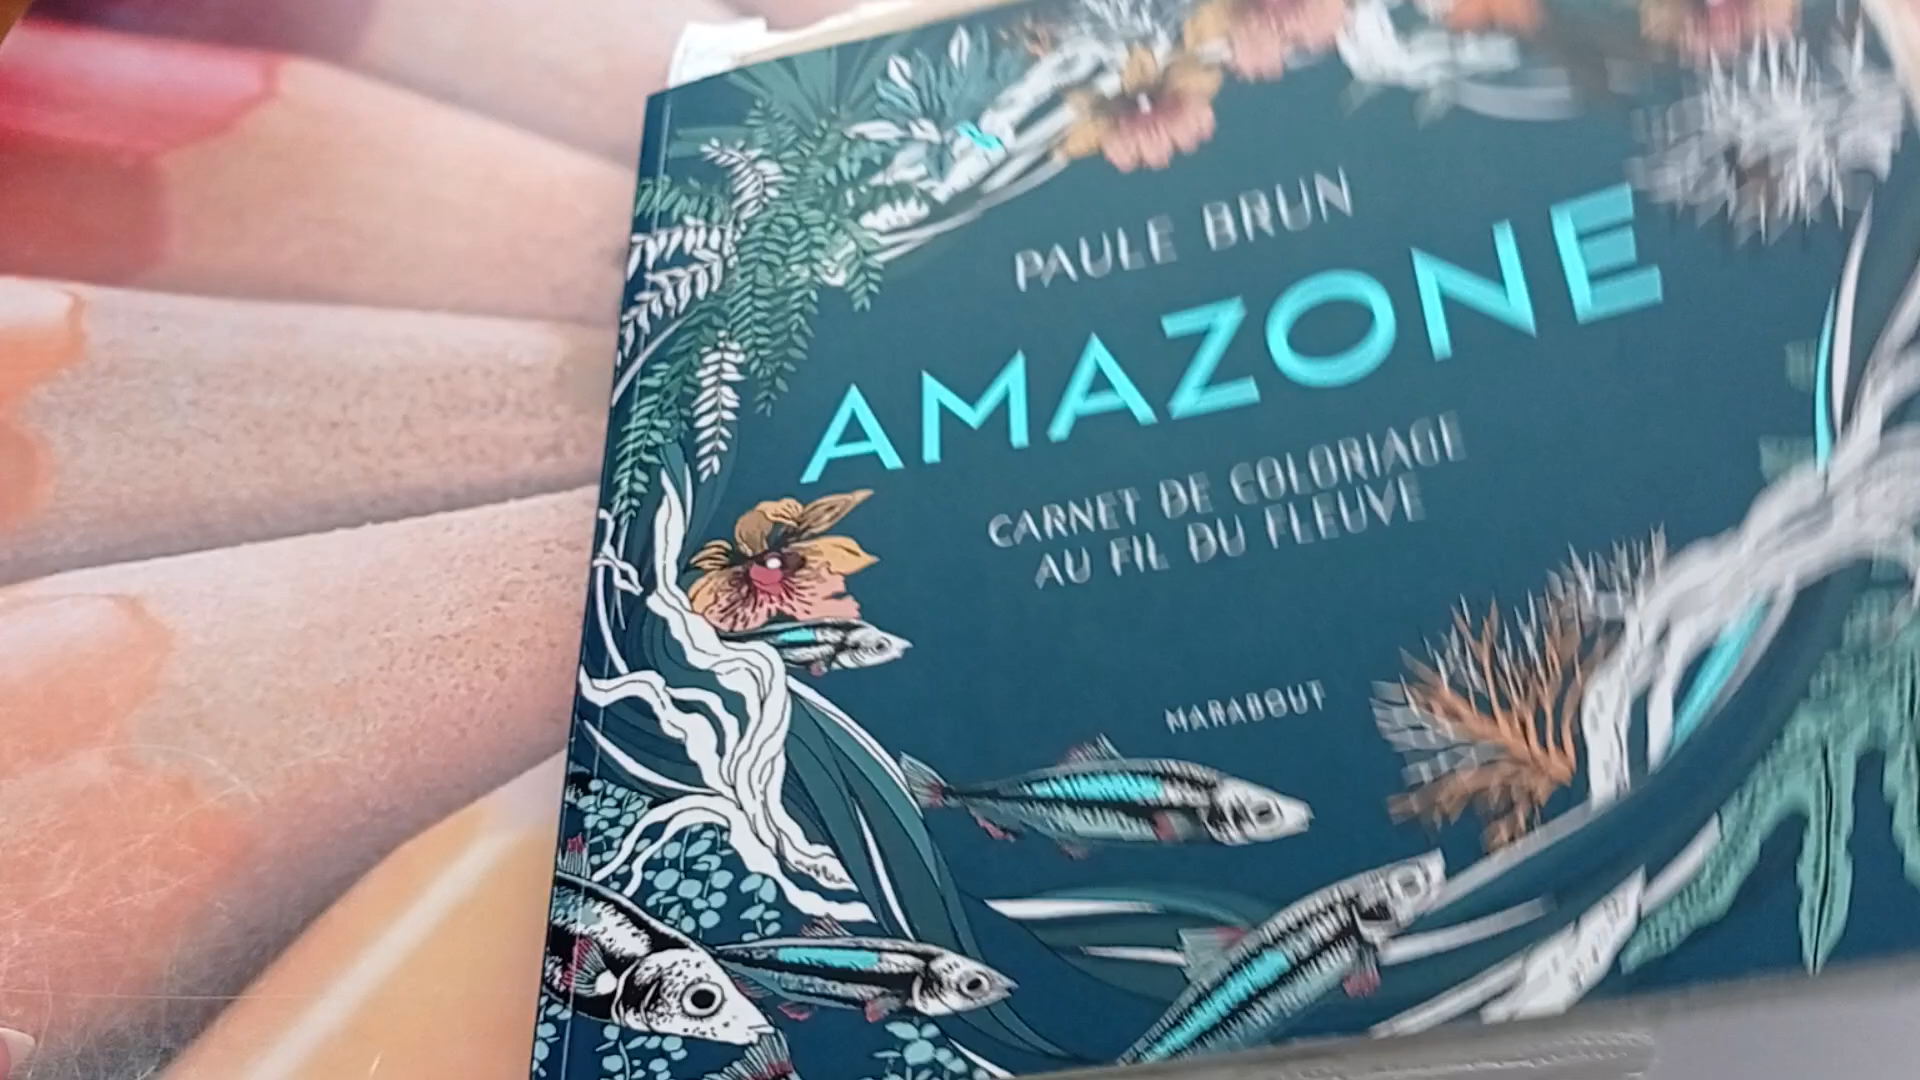 PAULE BRUN
AMAZONE
CARNET DE COLORIAGE
AU FIL DU FLEUVE
MARABOUT